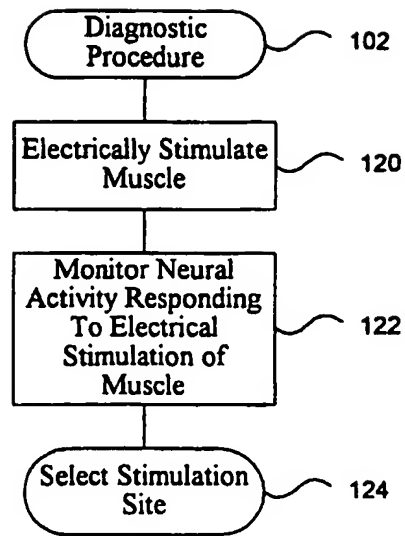 Diagnostic
Procedure
102
Electrically Stimulate
Muscle
120
Monitor Neural
Activity Responding
To Electrical
Stimulation of
Muscle
122
Select Stimulation
Site
124